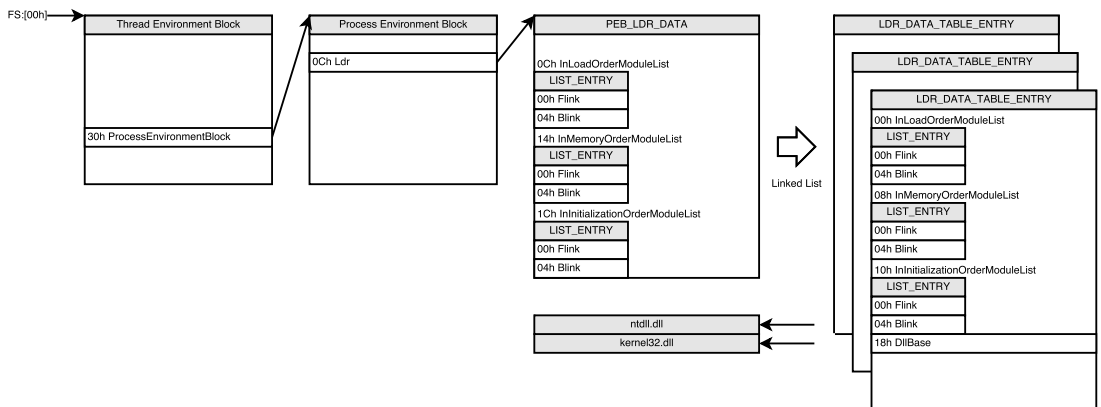 FS:[00h]
Thread Environment Block
30h ProcessEnvironmentBlock
Process Environment Block
0Ch Ldr
PEB_LDR_DATA
0Ch InLoadOrderModuleList
LIST_ENTRY
00h Flink
04h Blink
14h InMemoryOrderModuleList
LIST_ENTRY
00h Flink
04h Blink
1Ch InInitializationOrderModuleList
LIST_ENTRY
00h Flink
04h Blink
ntdll.dll
kernel32.dll
Linked List
LDR_DATA_TABLE_ENTRY
LDR_DATA_TABLE_ENTRY
LDR_DATA_TABLE_ENTRY
00h InLoadOrderModuleList
LIST_ENTRY
00h Flink
04h Blink
08h InMemoryOrderModuleList
LIST_ENTRY
00h Flink
04h Blink
10h InInitializationOrderModuleList
LIST_ENTRY
00h Flink
04h Blink
18h DllBase